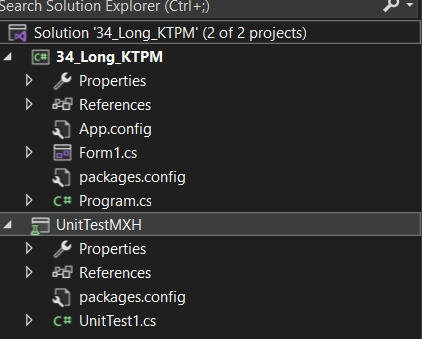 Search Solution Explorer (Ctrl+;)
Solution '34_Long_KTPM' (2 of 2 projects)
C# 34_Long_KTPM
Properties
References
App.config
Form1.cs
packages.config
C# Program.cs
UnitTestMXH
Properties
References
packages.config
C# UnitTest1.cs